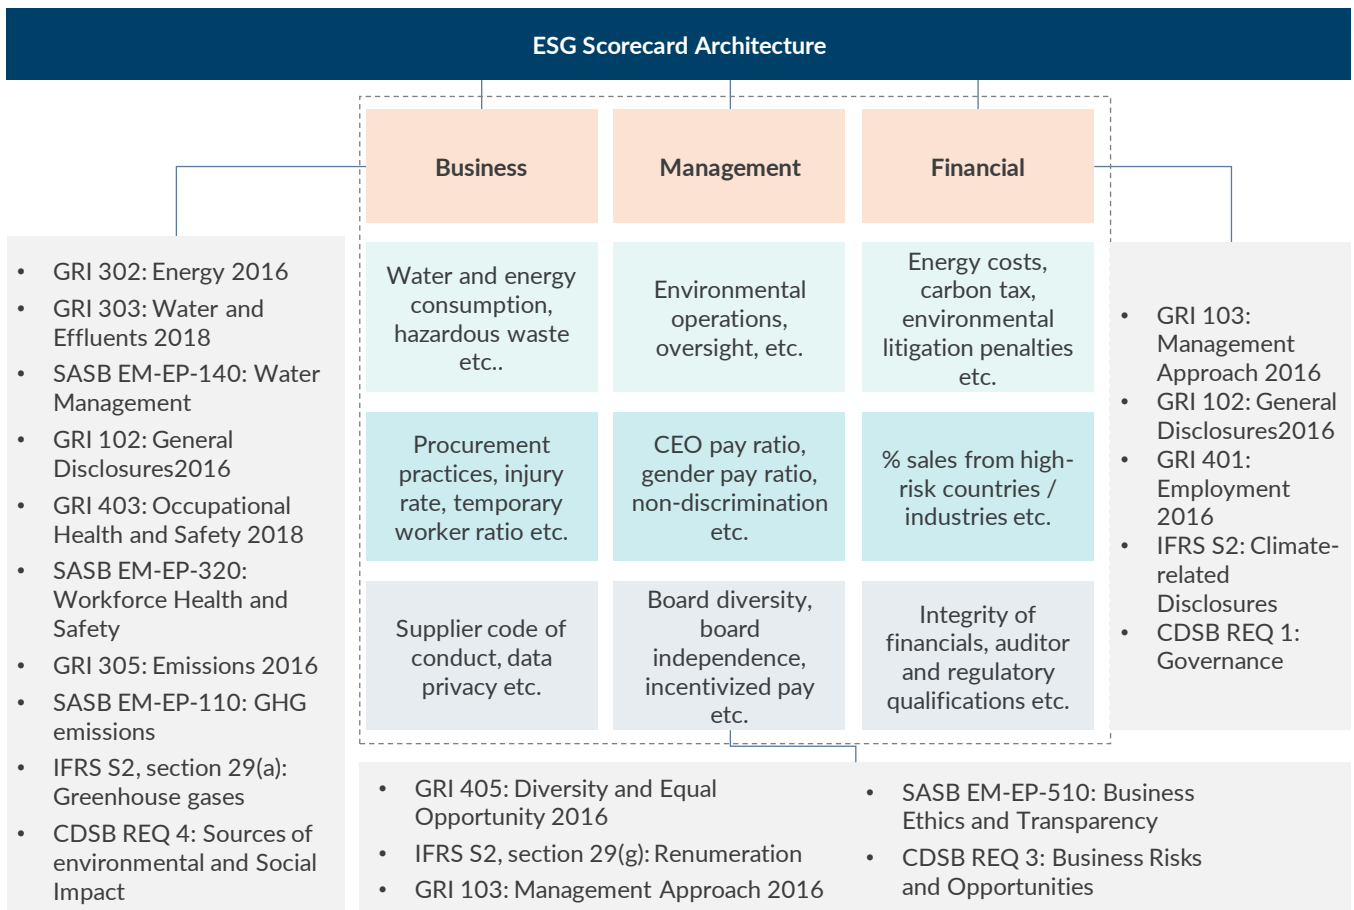 ESG Scorecard Architecture
Business
Management
Financial
Water and energy
consumption,
hazardous waste
etc..
Environmental
operations,
oversight, etc.
Energy costs,
carbon tax,
environmental
litigation penalties
etc.
Procurement
practices, injury
rate, temporary
worker ratio etc.
CEO pay ratio,
gender pay ratio,
non-discrimination
etc.
% sales from high-
risk countries /
industries etc.
Supplier code of
conduct, data
privacy etc.
Board diversity,
board
independence,
incentivized pay
etc.
Integrity of
financials, auditor
and regulatory
qualifications etc.
• GRI 302: Energy 2016
• GRI 303: Water and
Effluents 2018
• SASB EM-EP-140: Water
Management
• GRI 102: General
Disclosures2016
• GRI 403: Occupational
Health and Safety 2018
• SASB EM-EP-320:
Workforce Health and
Safety
• GRI 305: Emissions 2016
• SASB EM-EP-110: GHG
emissions
• IFRS S2, section 29(a):
Greenhouse gases
• CDSB REQ 4: Sources of
environmental and Social
Impact
• GRI 103:
Management
Approach 2016
• GRI 102: General
Disclosures2016
• GRI 401:
Employment
2016
• IFRS S2: Climate-
related
Disclosures
• CDSB REQ 1:
Governance
• GRI 405: Diversity and Equal
Opportunity 2016
• IFRS S2, section 29(g): Renumeration
• GRI 103: Management Approach 2016
• SASB EM-EP-510: Business
Ethics and Transparency
• CDSB REQ 3: Business Risks
and Opportunities